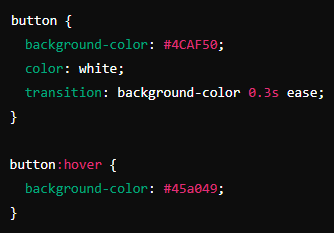 button {
  background-color: #4CAF50;
  color: white;
  transition: background-color 0.3s ease;
}

button:hover {
  background-color: #45a049;
}